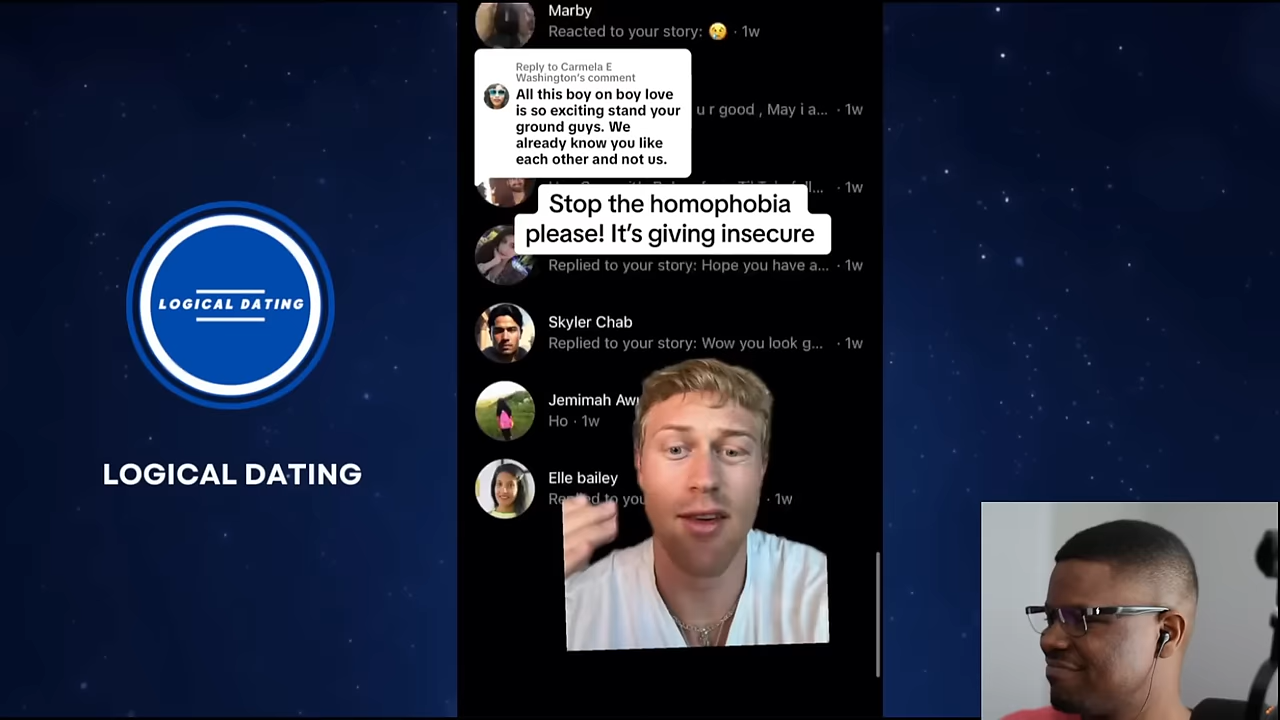 Marby
Reacted to your story: 😢 · 1w
Reply to Carmela E
Washington's comment
All this boy on boy love
is so exciting stand your
ground guys. We
already know you like
each other and not us.
u r good , May i a... · 1w
· 1w
Stop the homophobia
please! It's giving insecure
Replied to your story: Hope you have a... · 1w
Skyler Chab
Replied to your story: Wow you look g... · 1w
Jemimah Aw
Ho · 1w
Elle bailey
Replied to you · 1w
LOGICAL DATING
LOGICAL DATING